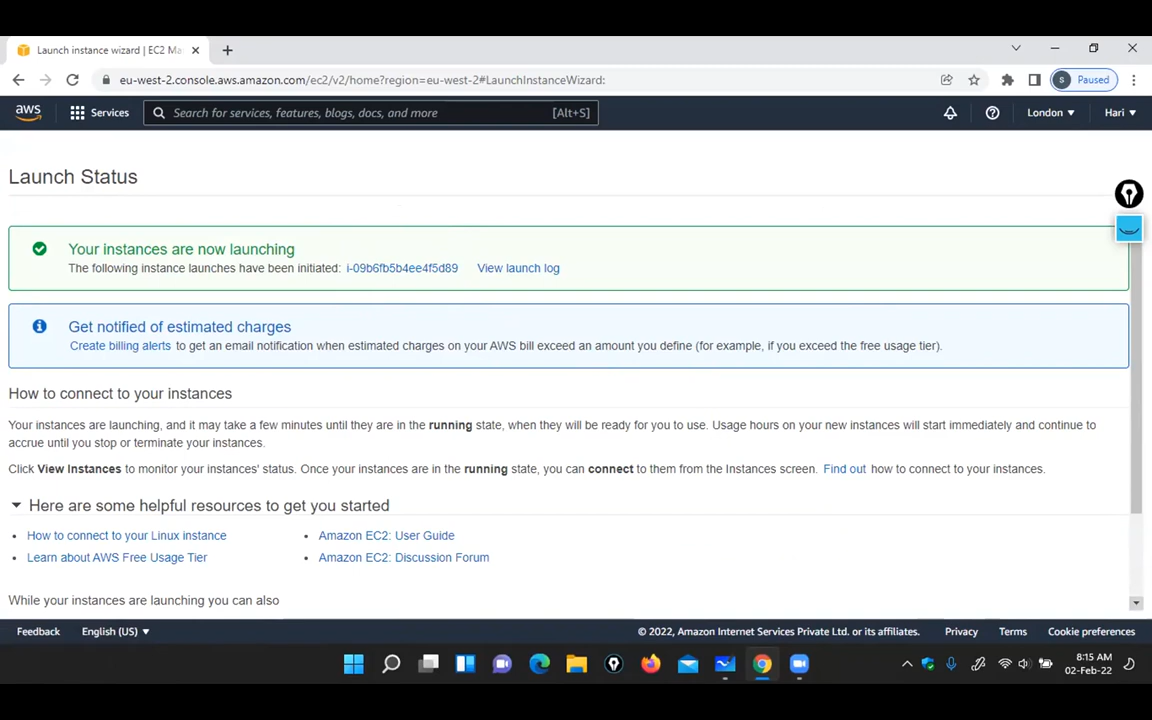 Launch instance wizard | EC2 Ma
eu-west-2.console.aws.amazon.com/ec2/v2/home?region=eu-west-2#LaunchInstanceWizard:
S Paused
aws Services Search for services, features, blogs, docs, and more [Alt+S] London Hari
Launch Status
Your instances are now launching
The following instance launches have been initiated: i-09b6fb5b4ee4f5d89 View launch log
Get notified of estimated charges
Create billing alerts to get an email notification when estimated charges on your AWS bill exceed an amount you define (for example, if you exceed the free usage tier).
How to connect to your instances
Your instances are launching, and it may take a few minutes until they are in the running state, when they will be ready for you to use. Usage hours on your new instances will start immediately and continue to
accrue until you stop or terminate your instances.
Click View Instances to monitor your instances' status. Once your instances are in the running state, you can connect to them from the Instances screen. Find out how to connect to your instances.
Here are some helpful resources to get you started
• How to connect to your Linux instance • Amazon EC2: User Guide
• Learn about AWS Free Usage Tier • Amazon EC2: Discussion Forum
While your instances are launching you can also
Feedback English (US) © 2022, Amazon Internet Services Private Ltd. or its affiliates. Privacy Terms Cookie preferences
8:15 AM
02-Feb-22